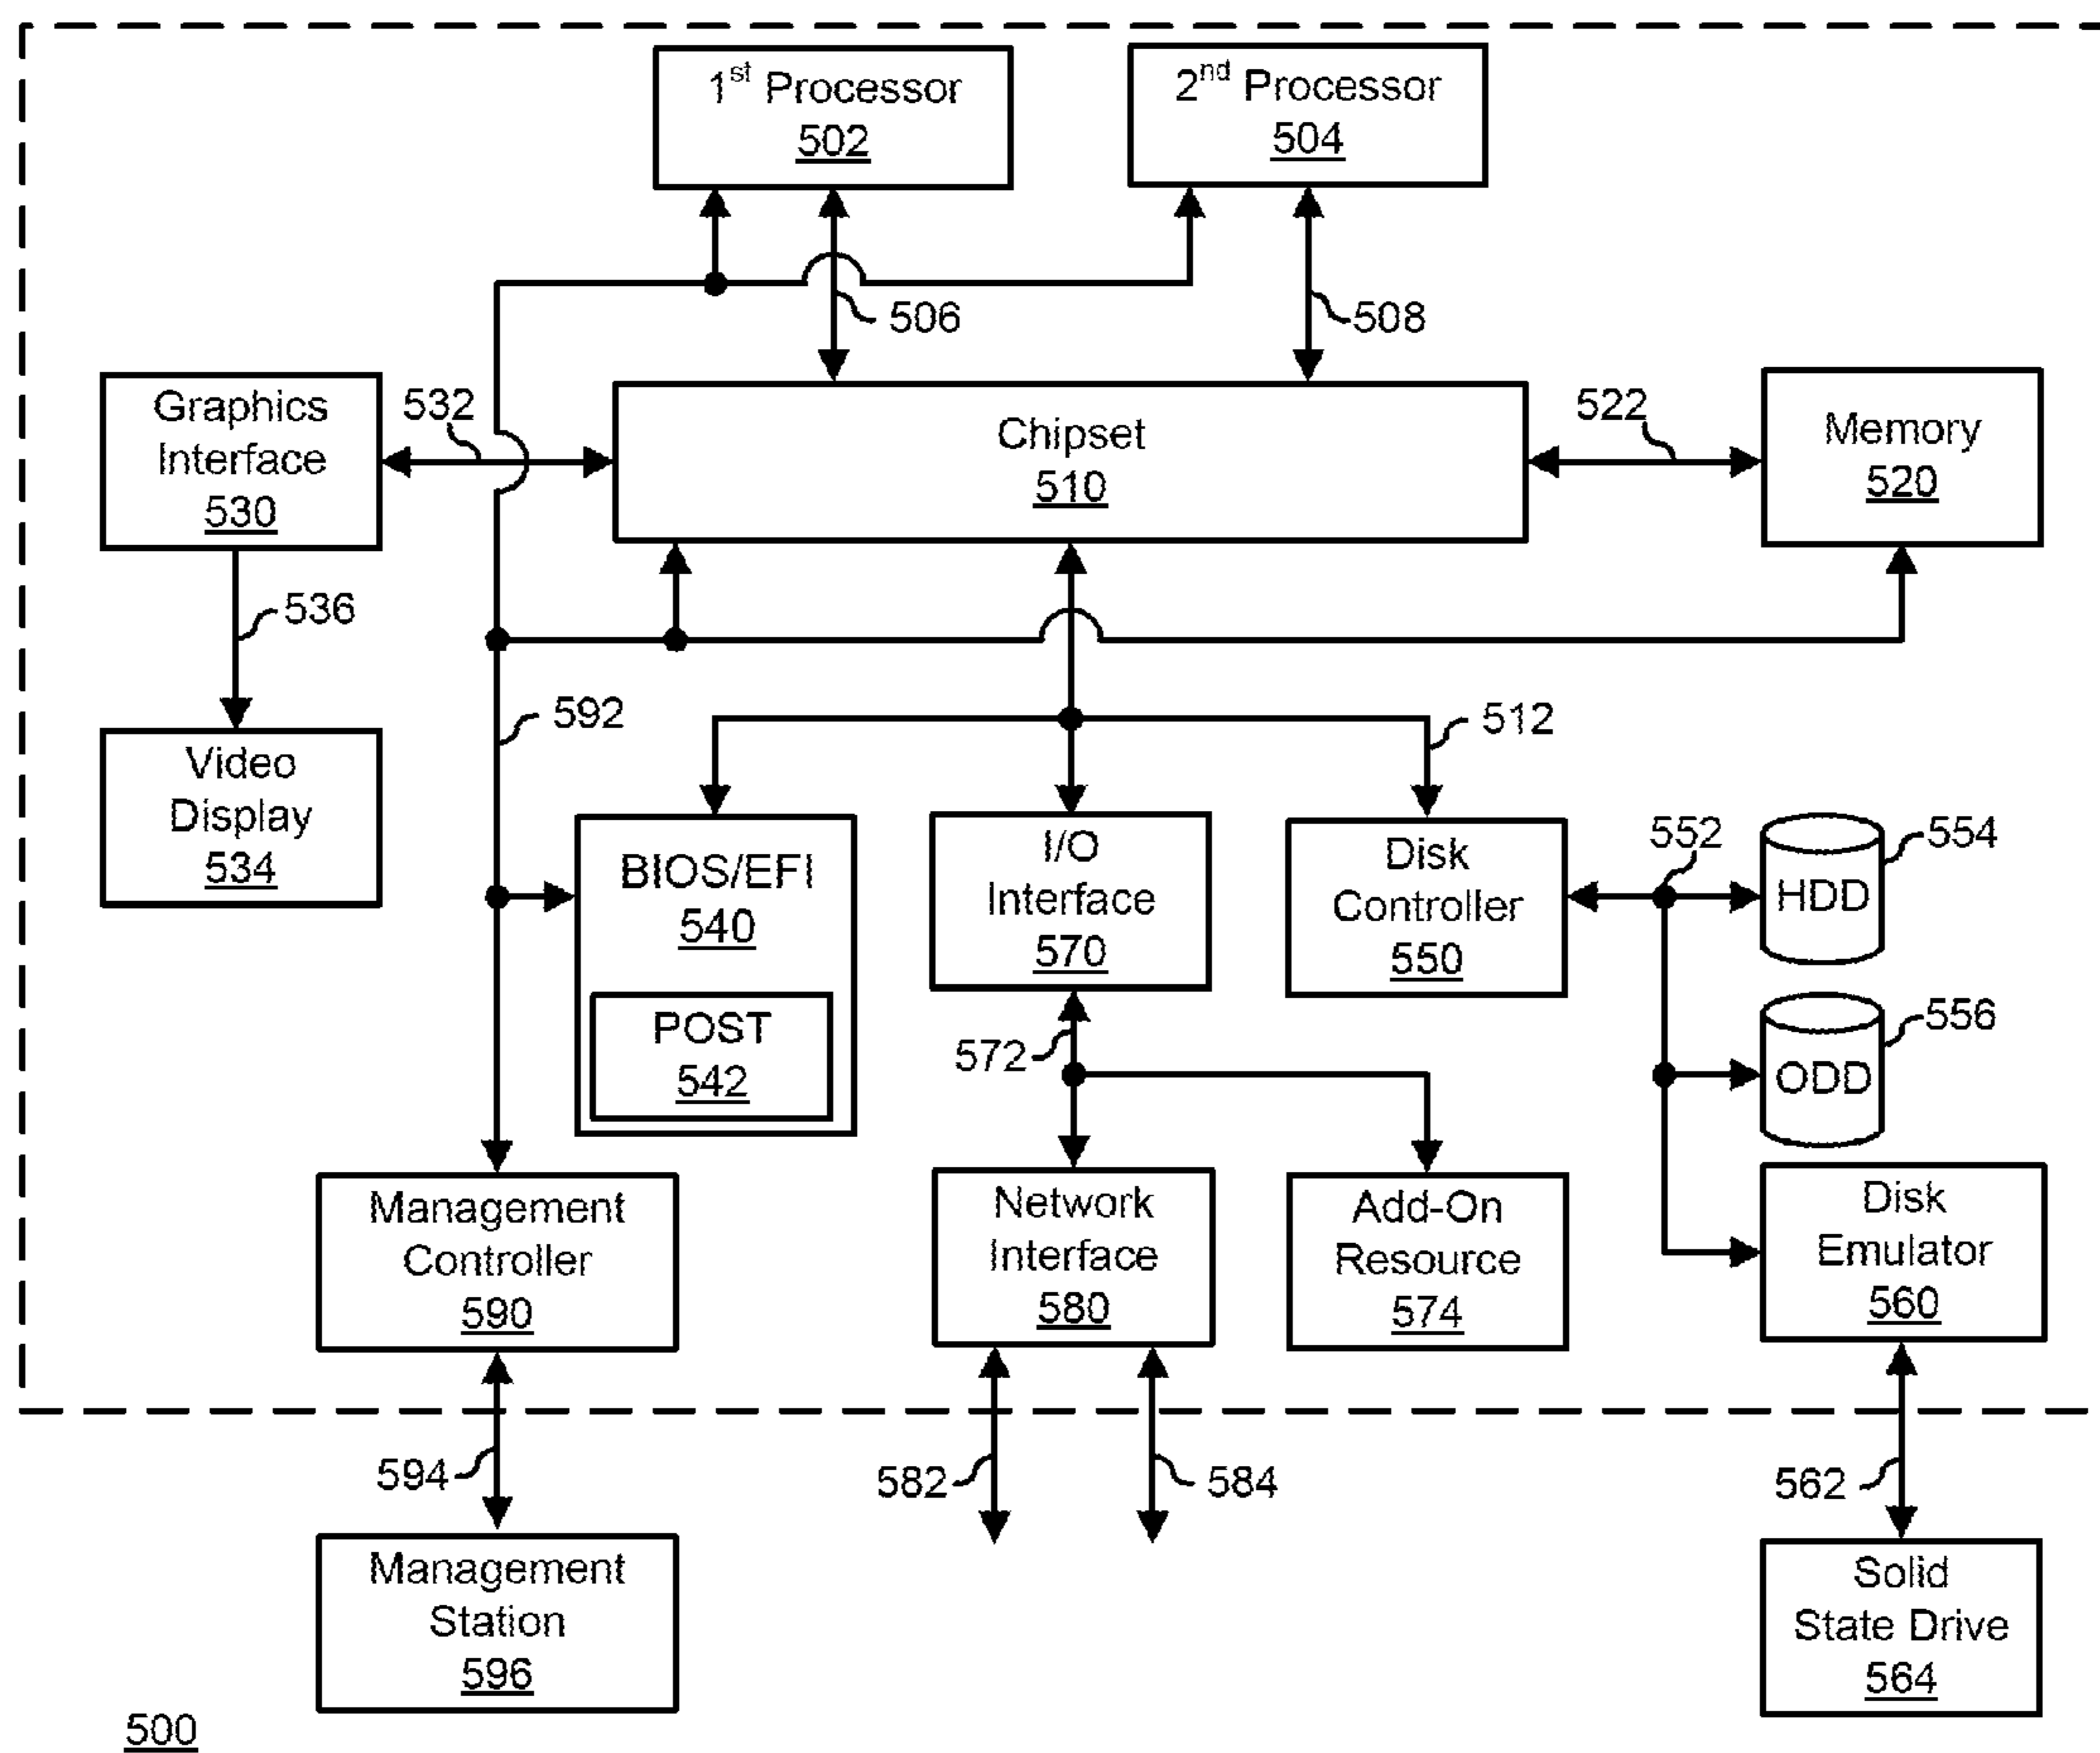 1st Processor
502
2nd Processor
504
506
508
Graphics
Interface
530
532
Chipset
510
522
Memory
520
536
592
512
Video
Display
534
BIOS/EFI
540
POST
542
I/O
Interface
570
Disk
Controller
550
552
HDD
554
572
ODD
556
Management
Controller
590
Network
Interface
580
Add-On
Resource
574
Disk
Emulator
560
594
582
584
562
Management
Station
596
Solid
State Drive
564
500